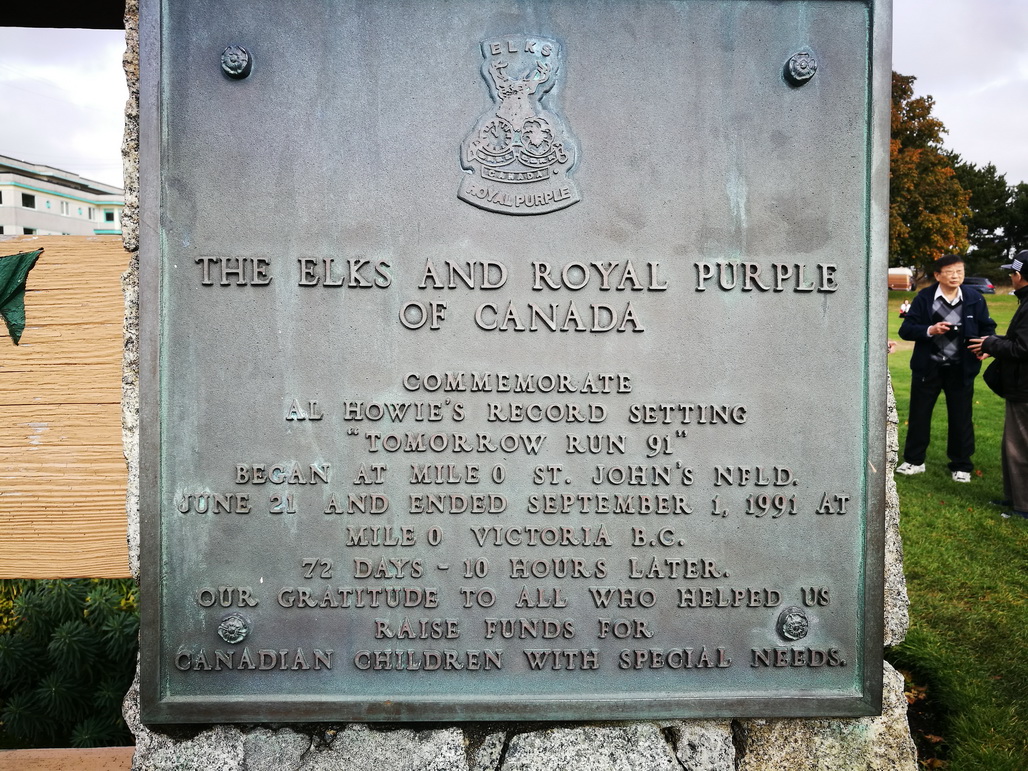 ELKS
CANADA
ROYAL PURPLE
THE ELKS AND ROYAL PURPLE
OF CANADA
COMMEMORATE
AL HOWIE'S RECORD SETTING
"TOMORROW RUN 91"
BEGAN AT MILE 0 ST. JOHN'S NFLD.
JUNE 21 AND ENDED SEPTEMBER 1, 1991 AT
MILE 0 VICTORIA B.C.
72 DAYS - 10 HOURS LATER.
OUR GRATITUDE TO ALL WHO HELPED US
RAISE FUNDS FOR
CANADIAN CHILDREN WITH SPECIAL NEEDS.